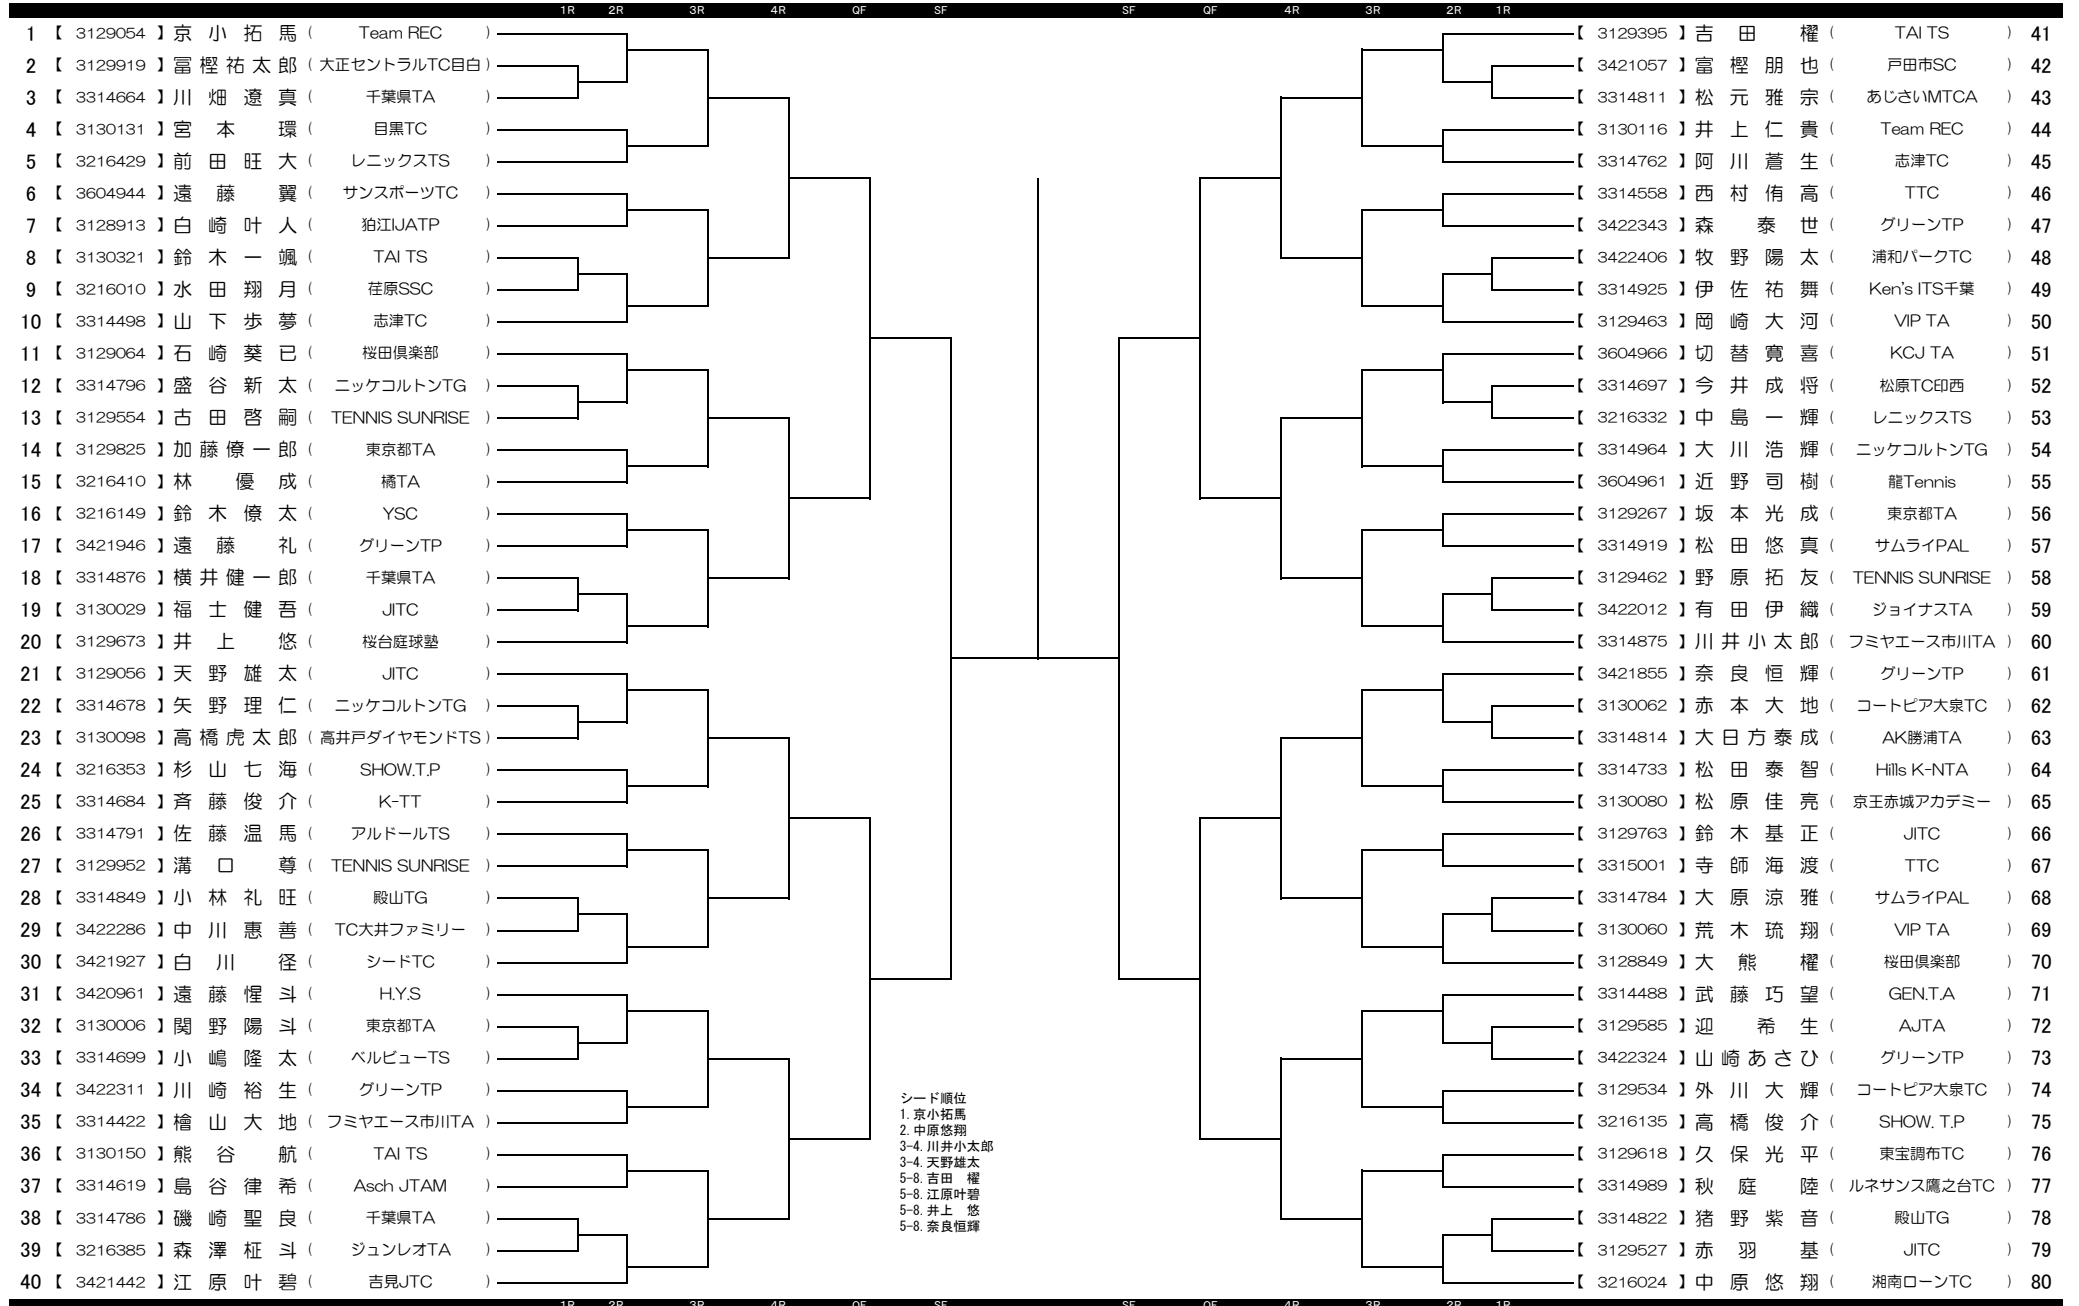 1R 2R 3R 4R QF SF SF QF 4R 3R 2R 1R
1 【 3129054 】 京小拓馬 ( Team REC )
2 【 3129919 】 冨樫祐太郎 ( 大正セントラルTC目白 )
3 【 3314664 】 川畑遼真 ( 千葉県TA )
4 【 3130131 】 宮本環 ( 目黒TC )
5 【 3216429 】 前田旺大 ( レニックスTS )
6 【 3604944 】 遠藤翼 ( サンスポーツTC )
7 【 3128913 】 白崎叶人 ( 狛江IJATP )
8 【 3130321 】 鈴木一颯 ( TAI TS )
9 【 3216010 】 水田翔月 ( 荏原SSC )
10 【 3314498 】 山下歩夢 ( 志津TC )
11 【 3129064 】 石崎葵已 ( 桜田倶楽部 )
12 【 3314796 】 盛谷新太 ( ニッケコルトンTG )
13 【 3129554 】 古田啓嗣 ( TENNIS SUNRISE )
14 【 3129825 】 加藤僚一郎 ( 東京都TA )
15 【 3216410 】 林優成 ( 橘TA )
16 【 3216149 】 鈴木僚太 ( YSC )
17 【 3421946 】 遠藤礼 ( グリーンTP )
18 【 3314876 】 横井健一郎 ( 千葉県TA )
19 【 3130029 】 福士健吾 ( JITC )
20 【 3129673 】 井上悠 ( 桜台庭球塾 )
21 【 3129056 】 天野雄太 ( JITC )
22 【 3314678 】 矢野理仁 ( ニッケコルトンTG )
23 【 3130098 】 高橋虎太郎 ( 高井戸ダイヤモンドTS )
24 【 3216353 】 杉山七海 ( SHOW.T.P )
25 【 3314684 】 斉藤俊介 ( K-TT )
26 【 3314791 】 佐藤温馬 ( アルドールTS )
27 【 3129952 】 溝口尊 ( TENNIS SUNRISE )
28 【 3314849 】 小林礼旺 ( 殿山TG )
29 【 3422286 】 中川惠善 ( TC大井ファミリー )
30 【 3421927 】 白川径 ( シードTC )
31 【 3420961 】 遠藤惺斗 ( H.Y.S )
32 【 3130006 】 関野陽斗 ( 東京都TA )
33 【 3314699 】 小嶋隆太 ( ベルビューTS )
34 【 3422311 】 川崎裕生 ( グリーンTP )
35 【 3314422 】 檜山大地 ( フミヤエース市川TA )
36 【 3130150 】 熊谷航 ( TAI TS )
37 【 3314619 】 島谷律希 ( Asch JTAM )
38 【 3314786 】 磯崎聖良 ( 千葉県TA )
39 【 3216385 】 森澤柾斗 ( ジュンレオTA )
40 【 3421442 】 江原叶碧 ( 吉見JTC )
シード順位
1. 京小拓馬
2. 中原悠翔
3-4. 川井小太郎
3-4. 天野雄太
5-8. 吉田 櫂
5-8. 江原叶碧
5-8. 井上 悠
5-8. 奈良恒輝
【 3129395 】 吉田櫂 ( TAI TS ) 41
【 3421057 】 富樫朋也 ( 戸田市SC ) 42
【 3314811 】 松元雅宗 ( あじさいMTCA ) 43
【 3130116 】 井上仁貴 ( Team REC ) 44
【 3314762 】 阿川蒼生 ( 志津TC ) 45
【 3314558 】 西村侑高 ( TTC ) 46
【 3422343 】 森泰世 ( グリーンTP ) 47
【 3422406 】 牧野陽太 ( 浦和パークTC ) 48
【 3314925 】 伊佐祐舞 ( Ken's ITS千葉 ) 49
【 3129463 】 岡崎大河 ( VIP TA ) 50
【 3604966 】 切替寛喜 ( KCJ TA ) 51
【 3314697 】 今井成将 ( 松原TC印西 ) 52
【 3216332 】 中島一輝 ( レニックスTS ) 53
【 3314964 】 大川浩輝 ( ニッケコルトンTG ) 54
【 3604961 】 近野司樹 ( 龍Tennis ) 55
【 3129267 】 坂本光成 ( 東京都TA ) 56
【 3314919 】 松田悠真 ( サムライPAL ) 57
【 3129462 】 野原拓友 ( TENNIS SUNRISE ) 58
【 3422012 】 有田伊織 ( ジョイナスTA ) 59
【 3314875 】 川井小太郎 ( フミヤエース市川TA ) 60
【 3421855 】 奈良恒輝 ( グリーンTP ) 61
【 3130062 】 赤本大地 ( コートピア大泉TC ) 62
【 3314814 】 大日方泰成 ( AK勝浦TA ) 63
【 3314733 】 松田泰智 ( Hills K-NTA ) 64
【 3130080 】 松原佳亮 ( 京王赤城アカデミー ) 65
【 3129763 】 鈴木基正 ( JITC ) 66
【 3315001 】 寺師海渡 ( TTC ) 67
【 3314784 】 大原涼雅 ( サムライPAL ) 68
【 3130060 】 荒木琉翔 ( VIP TA ) 69
【 3128849 】 大熊櫂 ( 桜田倶楽部 ) 70
【 3314488 】 武藤巧望 ( GEN.T.A ) 71
【 3129585 】 迎希生 ( AJTA ) 72
【 3422324 】 山崎あさひ ( グリーンTP ) 73
【 3129534 】 外川大輝 ( コートピア大泉TC ) 74
【 3216135 】 高橋俊介 ( SHOW. T.P ) 75
【 3129618 】 久保光平 ( 東宝調布TC ) 76
【 3314989 】 秋庭陸 ( ルネサンス鷹之台TC ) 77
【 3314822 】 猪野紫音 ( 殿山TG ) 78
【 3129527 】 赤羽基 ( JITC ) 79
【 3216024 】 中原悠翔 ( 湘南ローンTC ) 80
1R 2R 3R 4R QF SF SF QF 4R 3R 2R 1R